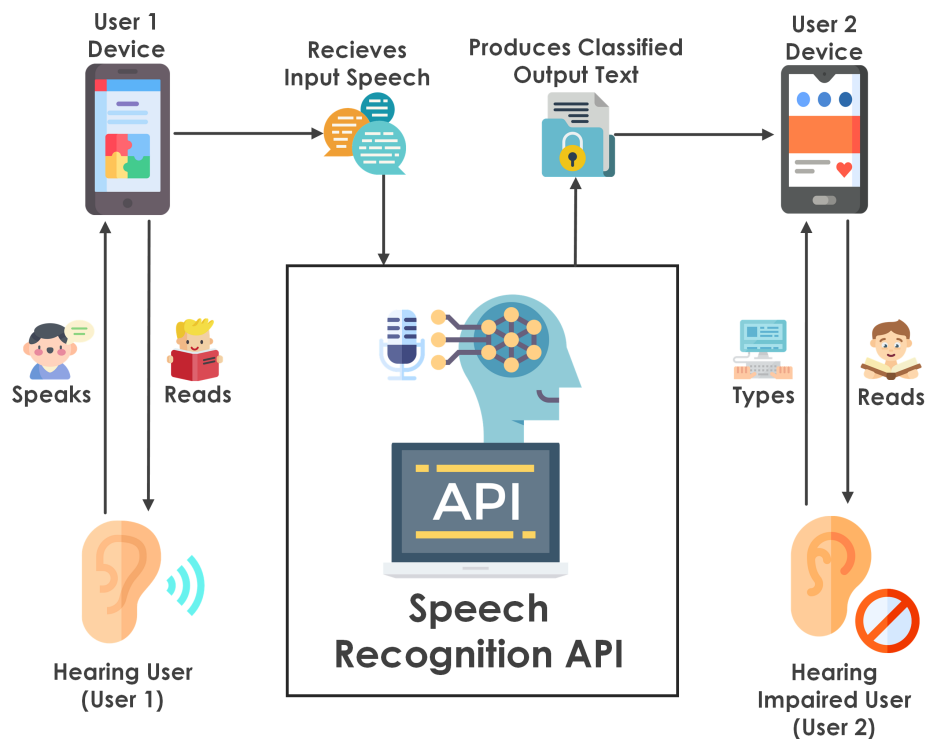 User 1
Device
Recieves
Input Speech
Produces Classified
Output Text
User 2
Device
Speaks
Reads
Types
Reads
API
Speech
Recognition API
Hearing User
(User 1)
Hearing
Impaired User
(User 2)